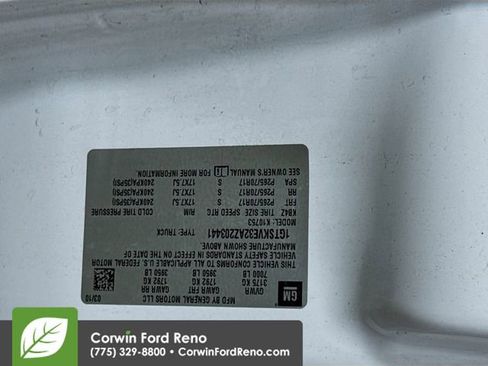 MFD BY GENERAL MOTORS LLC
03/10
GM
GVWR GAWR FRT GAWR RR
3175 KG 1792 KG 1792 KG
7000 LB 3950 LB 3950 LB
THIS VEHICLE CONFORMS TO ALL APPLICABLE U.S. FEDERAL MOTOR
VEHICLE SAFETY STANDARDS IN EFFECT ON THE DATE OF
MANUFACTURE SHOWN ABOVE.
1GTSKVE32AZ203441 TYPE:TRUCK
MODEL: K10753
KB4Z TIRE SIZE SPEED RTG RIM COLD TIRE PRESSURE
FRT P265/70R17 S 17X7.5J 240KPA(35PSI)
RR P265/70R17 S 17X7.5J 240KPA(35PSI)
SPA P265/70R17 S 17X7.5J 240KPA(35PSI)
SEE OWNER'S MANUAL FOR MORE INFORMATION.
Corwin Ford Reno
(775) 329-8800 • CorwinFordReno.com